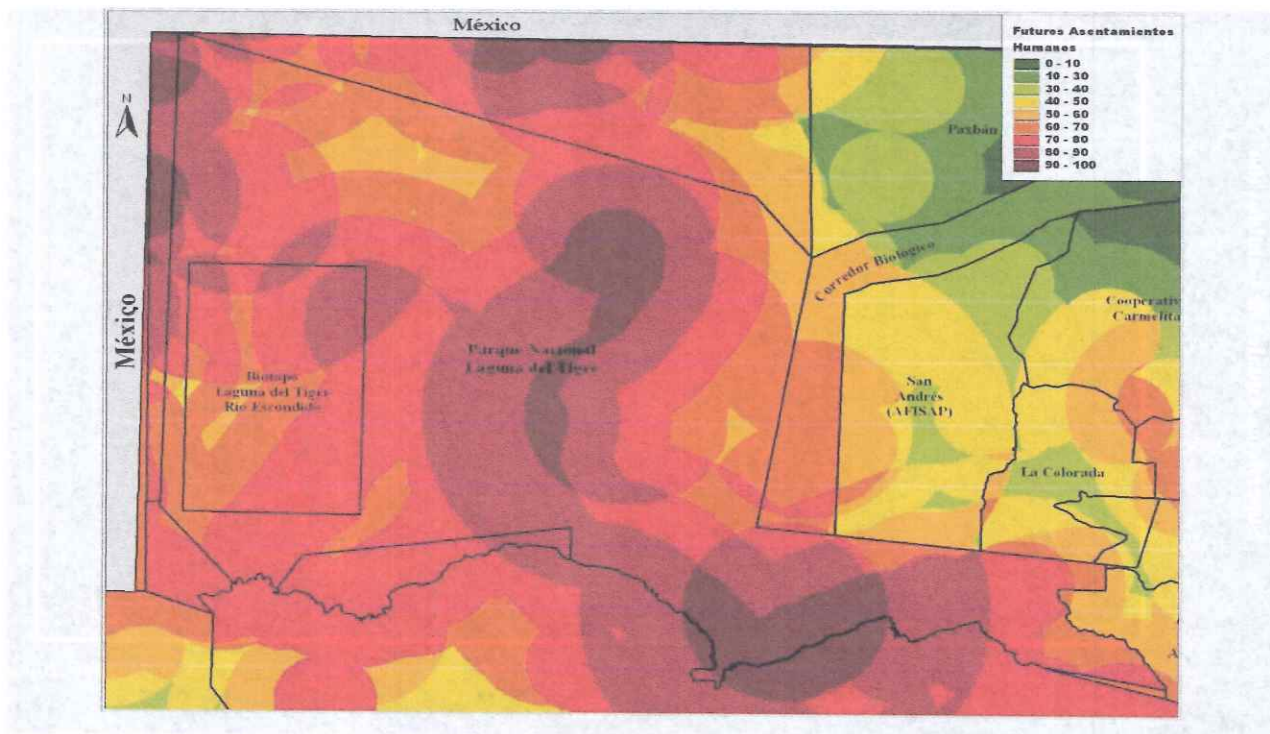 México
Futuros Asentamientos
Humanos
0 - 10
10 - 30
30 - 40
40 - 50
50 - 60
60 - 70
70 - 80
80 - 90
90 - 100
N
Paxbán
Corredor Biologico
Cooperativ
Carmelita
México
Parque Nacional
Laguna del Tigre
Biotopo
Laguna del Tigre
Rio Escondido
San
Andrés
(AFISAP)
La Colorada
A